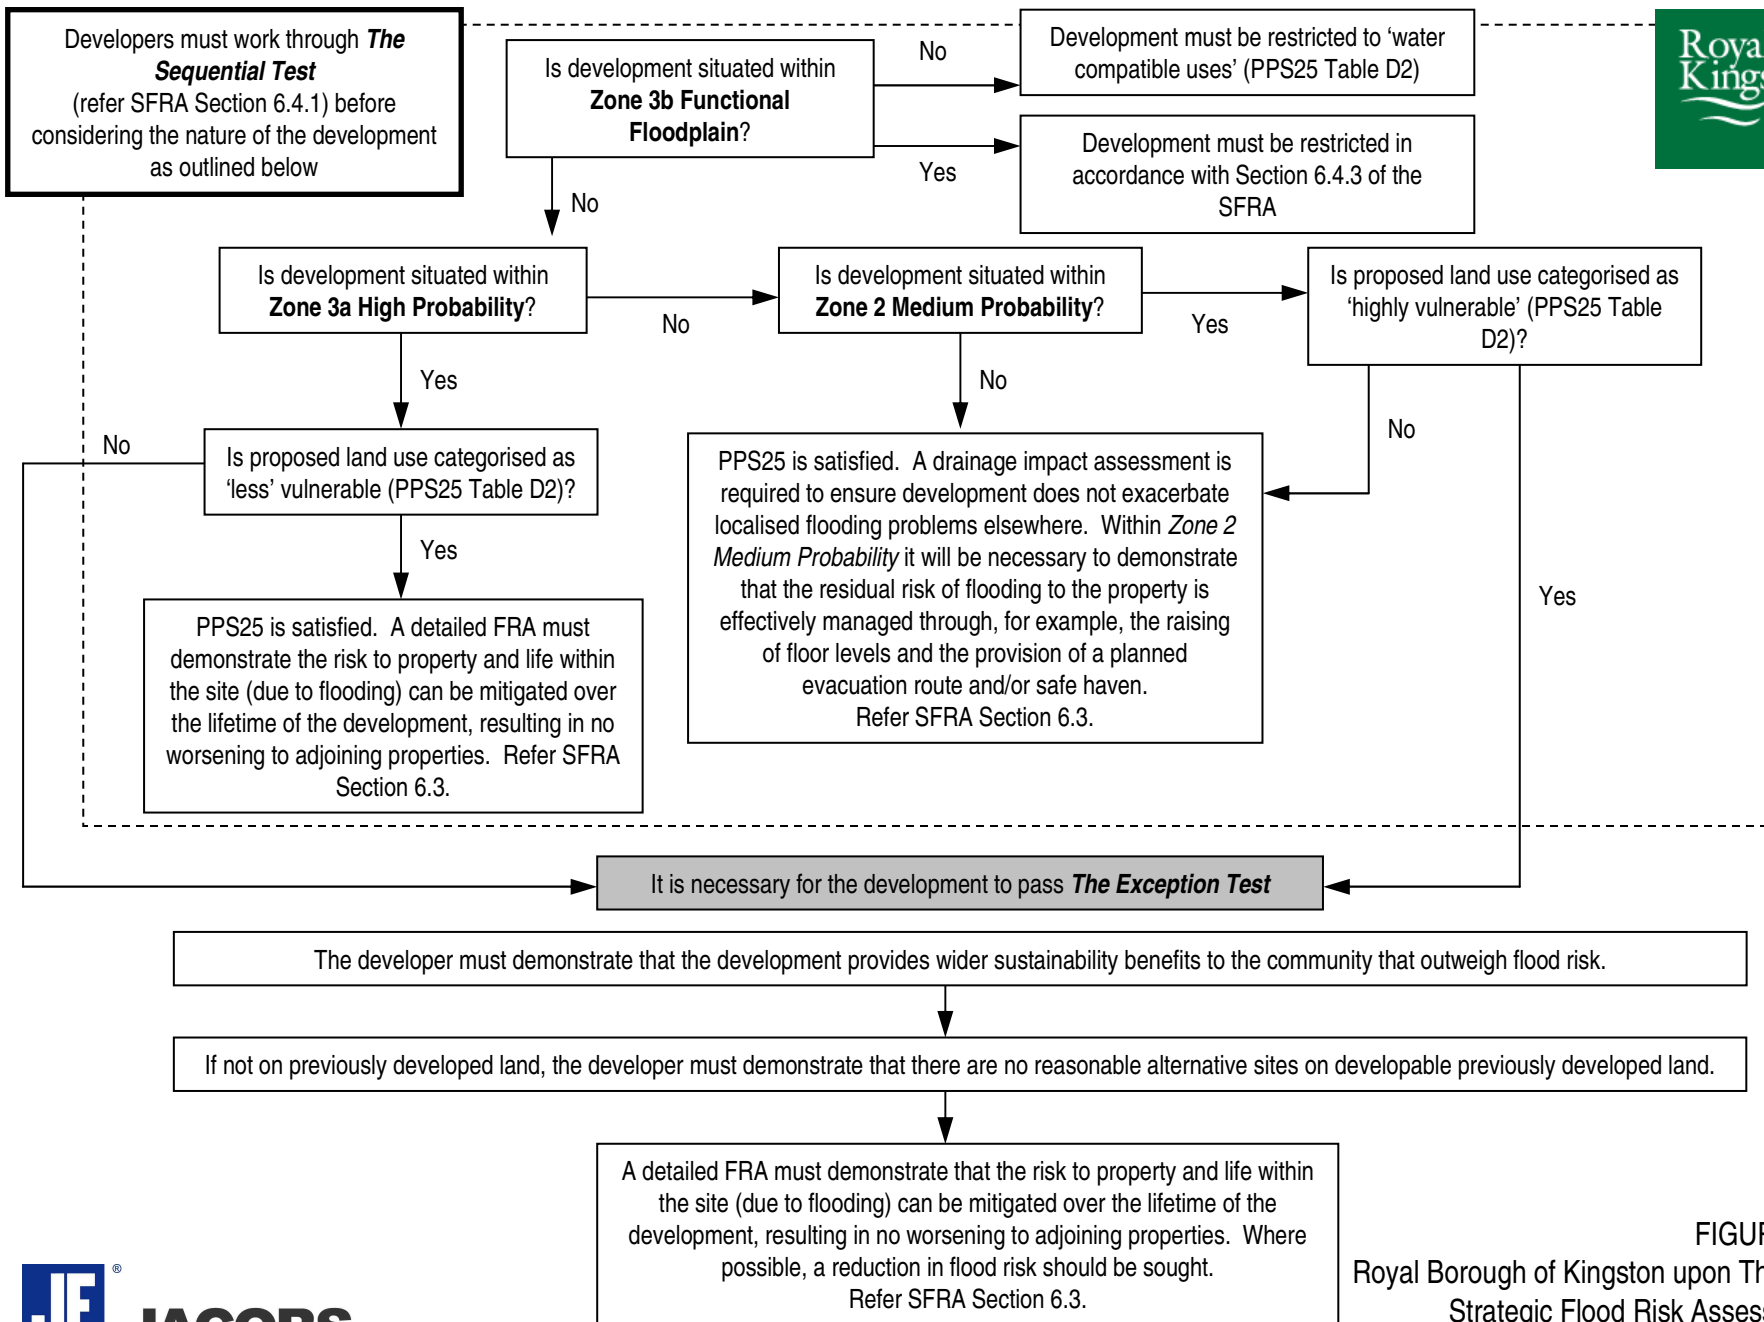 Developers must work through The
Sequential Test
(refer SFRA Section 6.4.1) before
considering the nature of the development
as outlined below
Is development situated within
Zone 3b Functional
Floodplain?
No
Development must be restricted to ‘water
compatible uses’ (PPS25 Table D2)
Yes
Development must be restricted in
accordance with Section 6.4.3 of the
SFRA
Royal
Kings
No
Is development situated within
Zone 3a High Probability?
No
Is development situated within
Zone 2 Medium Probability?
Yes
Is proposed land use categorised as
‘highly vulnerable’ (PPS25 Table
D2)?
Yes
No
No
Yes
No
Is proposed land use categorised as
‘less’ vulnerable (PPS25 Table D2)?
Yes
PPS25 is satisfied. A detailed FRA must
demonstrate the risk to property and life within
the site (due to flooding) can be mitigated over
the lifetime of the development, resulting in no
worsening to adjoining properties. Refer SFRA
Section 6.3.
PPS25 is satisfied. A drainage impact assessment is
required to ensure development does not exacerbate
localised flooding problems elsewhere. Within Zone 2
Medium Probability it will be necessary to demonstrate
that the residual risk of flooding to the property is
effectively managed through, for example, the raising
of floor levels and the provision of a planned
evacuation route and/or safe haven.
Refer SFRA Section 6.3.
It is necessary for the development to pass The Exception Test
The developer must demonstrate that the development provides wider sustainability benefits to the community that outweigh flood risk.
If not on previously developed land, the developer must demonstrate that there are no reasonable alternative sites on developable previously developed land.
A detailed FRA must demonstrate that the risk to property and life within
the site (due to flooding) can be mitigated over the lifetime of the
development, resulting in no worsening to adjoining properties. Where
possible, a reduction in flood risk should be sought.
Refer SFRA Section 6.3.
JE ®
JACOBS
FIGUR
Royal Borough of Kingston upon Th
Strategic Flood Risk Assess